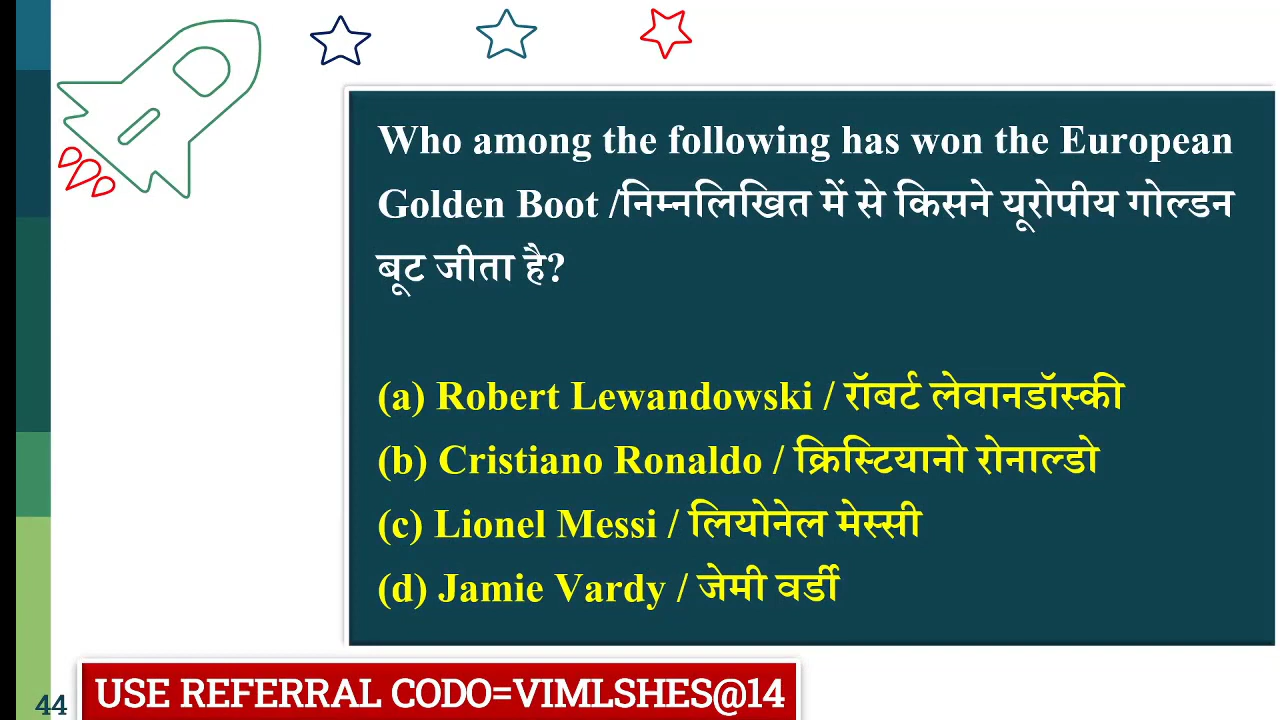 Who among the following has won the European
Golden Boot /निम्नलिखित में से किसने यूरोपीय गोल्डन
बूट जीता है?
(a) Robert Lewandowski / रॉबर्ट लेवानडॉस्की
(b) Cristiano Ronaldo / क्रिस्टियानो रोनाल्डो
(c) Lionel Messi / लियोनेल मेस्सी
(d) Jamie Vardy / जेमी वर्डी
USE REFERRAL CODO=VIMLSHES@14
44